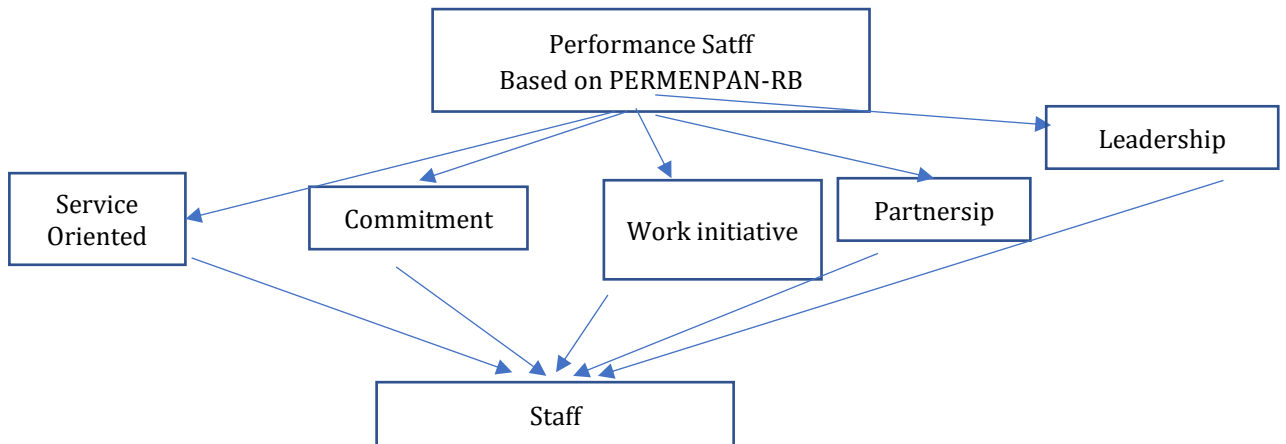 Performance Satff
Based on PERMENPAN-RB
Leadership
Service
Oriented
Commitment
Work initiative
Partnersip
Staff